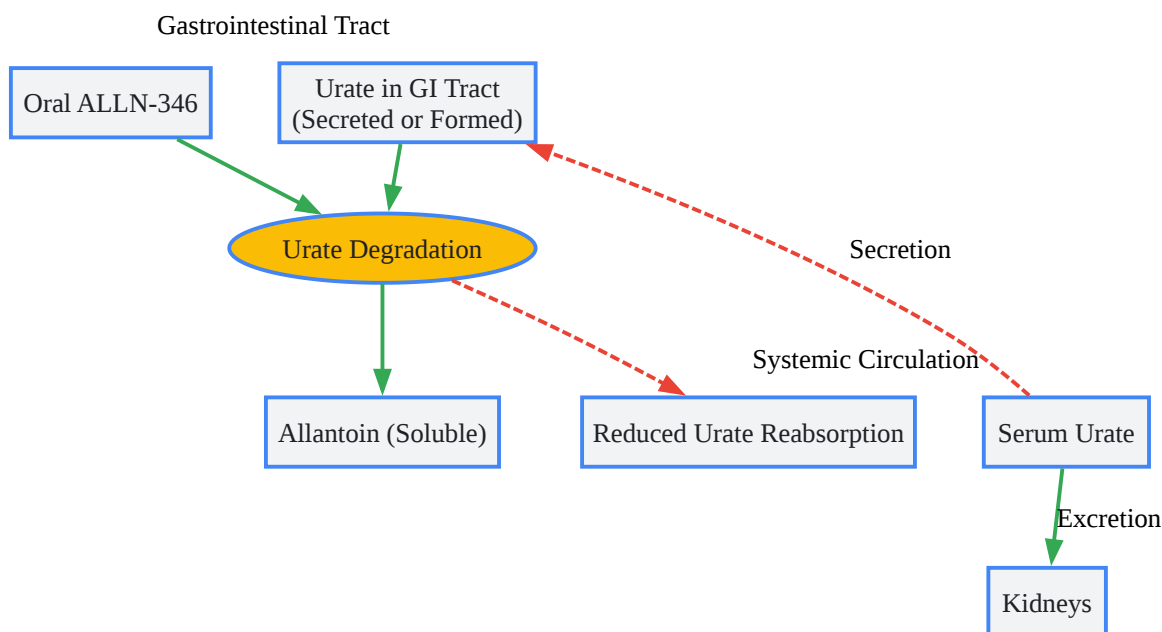 Gastrointestinal Tract
Oral ALLN-346
Urate in GI Tract
(Secreted or Formed)
Urate Degradation
Secretion
Systemic Circulation
Allantoin (Soluble)
Reduced Urate Reabsorption
Serum Urate
Excretion
Kidneys